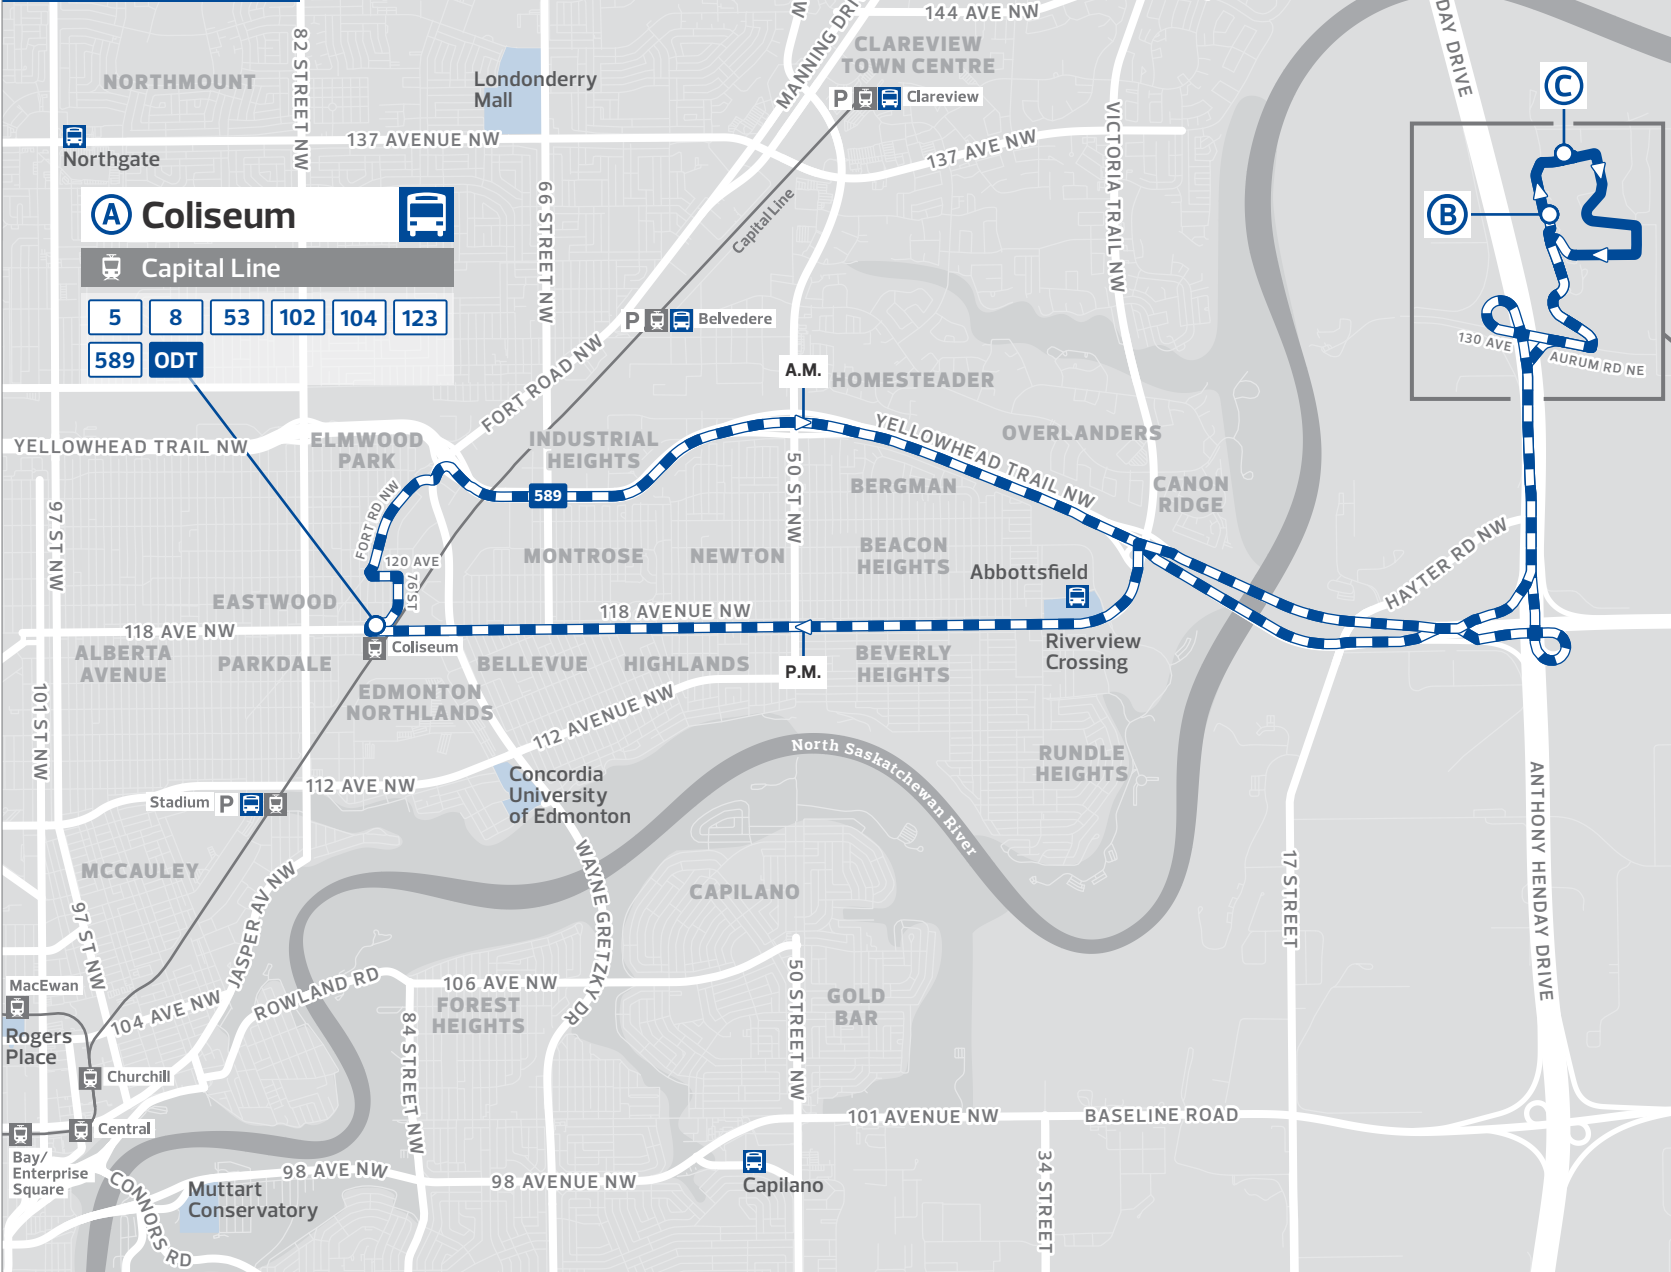 144 AVE NW
W
MANNING DRI
DAY DRIVE
82 STREET NW
CLAREVIEW
TOWN CENTRE
NORTHMOUNT
Londonderry
Mall
P
Clareview
C
Northgate
137 AVENUE NW
137 AVE NW
VICTORIA TRAIL NW
A Coliseum
Capital Line
5
8
53
102
104
123
589
ODT
66 STREET NW
Capital Line
B
P
Belvedere
130 AVE
AURUM RD NE
FORT ROAD NW
A.M.
HOMESTEADER
YELLOWHEAD TRAIL NW
ELMWOOD
PARK
INDUSTRIAL
HEIGHTS
YELLOWHEAD TRAIL NW
OVERLANDERS
50 ST NW
BERGMAN
CANON
RIDGE
589
97 ST NW
FORT RD NW
120 AVE
76 ST
MONTROSE
NEWTON
BEACON
HEIGHTS
Abbottsfield
HAYTER RD NW
EASTWOOD
118 AVENUE NW
118 AVE NW
ALBERTA
AVENUE
PARKDALE
Coliseum
BELLEVUE
HIGHLANDS
P.M.
BEVERLY
HEIGHTS
Riverview
Crossing
101 ST NW
EDMONTON
NORTHLANDS
112 AVENUE NW
North Saskatchewan River
RUNDLE
HEIGHTS
112 AVE NW
Stadium P
Concordia
University
of Edmonton
ANTHONY HENDAY DRIVE
MCCAULEY
WAYNE GRETZKY DR
CAPILANO
17 STREET
97 ST NW
JASPER AV NW
MacEwan
Rogers
Place
104 AVE NW
ROWLAND RD
106 AVE NW
FOREST
HEIGHTS
50 STREET NW
GOLD
BAR
84 STREET NW
Churchill
Central
101 AVENUE NW
BASELINE ROAD
Bay/
Enterprise
Square
CONNORS RD
98 AVE NW
Muttart
Conservatory
98 AVENUE NW
Capilano
34 STREET